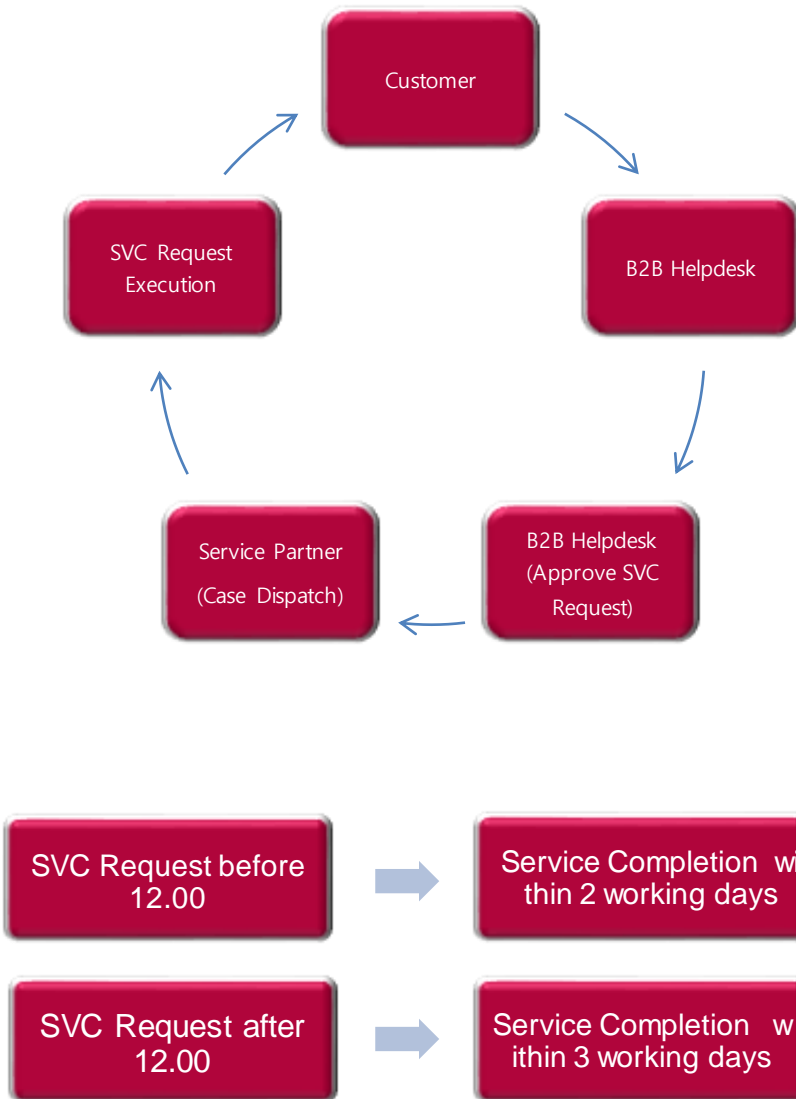 Customer
SVC Request
Execution
B2B Helpdesk
Service Partner
(Case Dispatch)
B2B Helpdesk
(Approve SVC
Request)
SVC Request before
12.00
Service Completion wi
thin 2 working days
SVC Request after
12.00
Service Completion w
ithin 3 working days